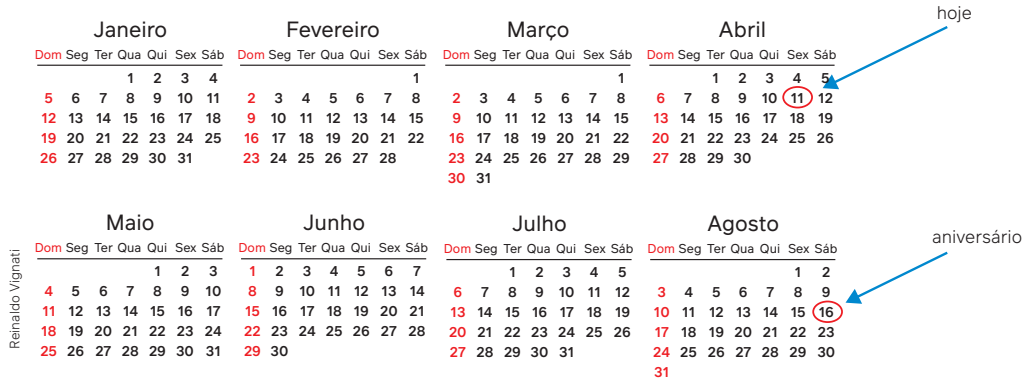 hoje
Janeiro Fevereiro Março Abril
Dom Seg Ter Qua Qui Sex Sáb Dom Seg Ter Qua Qui Sex Sáb Dom Seg Ter Qua Qui Sex Sáb Dom Seg Ter Qua Qui Sex Sáb
1 2 3 4 1 1 1 2 3 4 5
5 6 7 8 9 10 11 2 3 4 5 6 7 8 2 3 4 5 6 7 8 6 7 8 9 10 11 12
12 13 14 15 16 17 18 9 10 11 12 13 14 15 9 10 11 12 13 14 15 13 14 15 16 17 18 19
19 20 21 22 23 24 25 16 17 18 19 20 21 22 16 17 18 19 20 21 22 20 21 22 23 24 25 26
26 27 28 29 30 31 23 24 25 26 27 28 23 24 25 26 27 28 29 27 28 29 30
30 31
Maio Junho Julho Agosto
aniversário
Dom Seg Ter Qua Qui Sex Sáb Dom Seg Ter Qua Qui Sex Sáb Dom Seg Ter Qua Qui Sex Sáb Dom Seg Ter Qua Qui Sex Sáb
1 2 3 1 2 3 4 5 6 7 1 2 3 4 5 1 2
4 5 6 7 8 9 10 8 9 10 11 12 13 14 6 7 8 9 10 11 12 3 4 5 6 7 8 9
11 12 13 14 15 16 17 15 16 17 18 19 20 21 13 14 15 16 17 18 19 10 11 12 13 14 15 16
18 19 20 21 22 23 24 22 23 24 25 26 27 28 20 21 22 23 24 25 26 17 18 19 20 21 22 23
25 26 27 28 29 30 31 29 30 27 28 29 30 31 24 25 26 27 28 29 30
31
Reinaldo Vignati